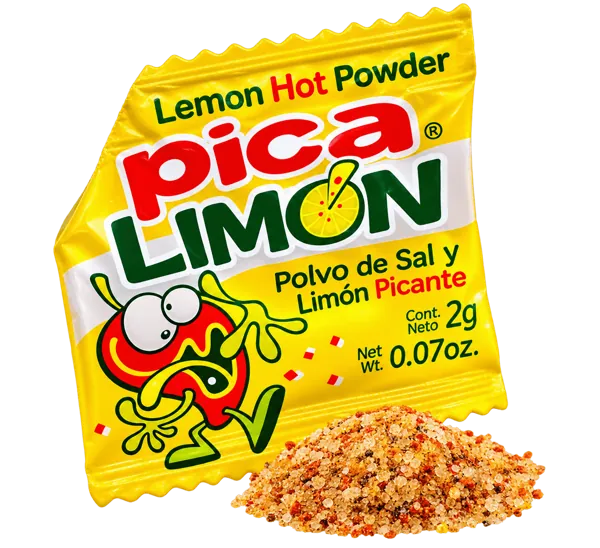 Lemon Hot Powder
pica®
LIMÓN
Polvo de Sal y
Limón Picante
Cont.
Neto 2g
Net
Wt. 0.07oz.